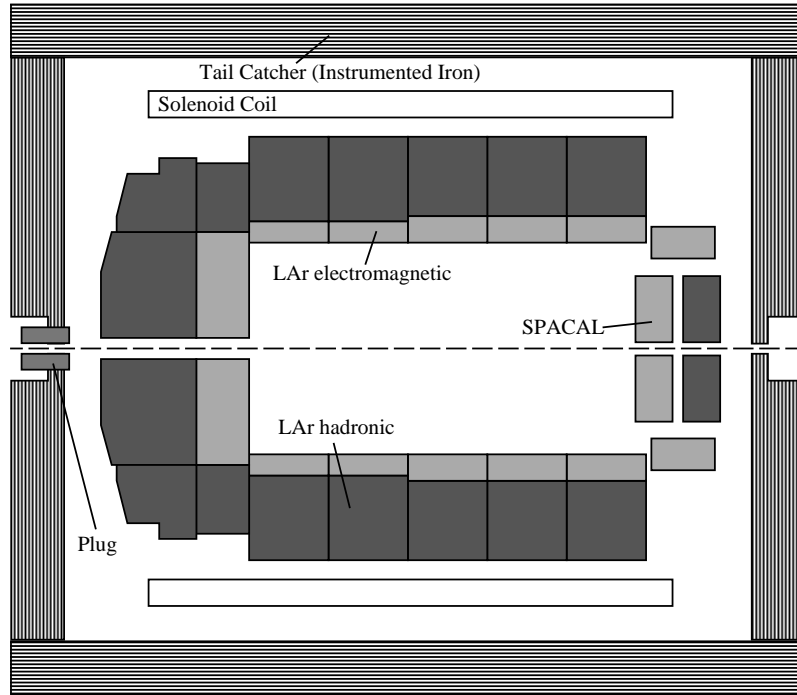 Tail Catcher (Instrumented Iron)
Solenoid Coil
LAr electromagnetic
SPACAL
LAr hadronic
Plug